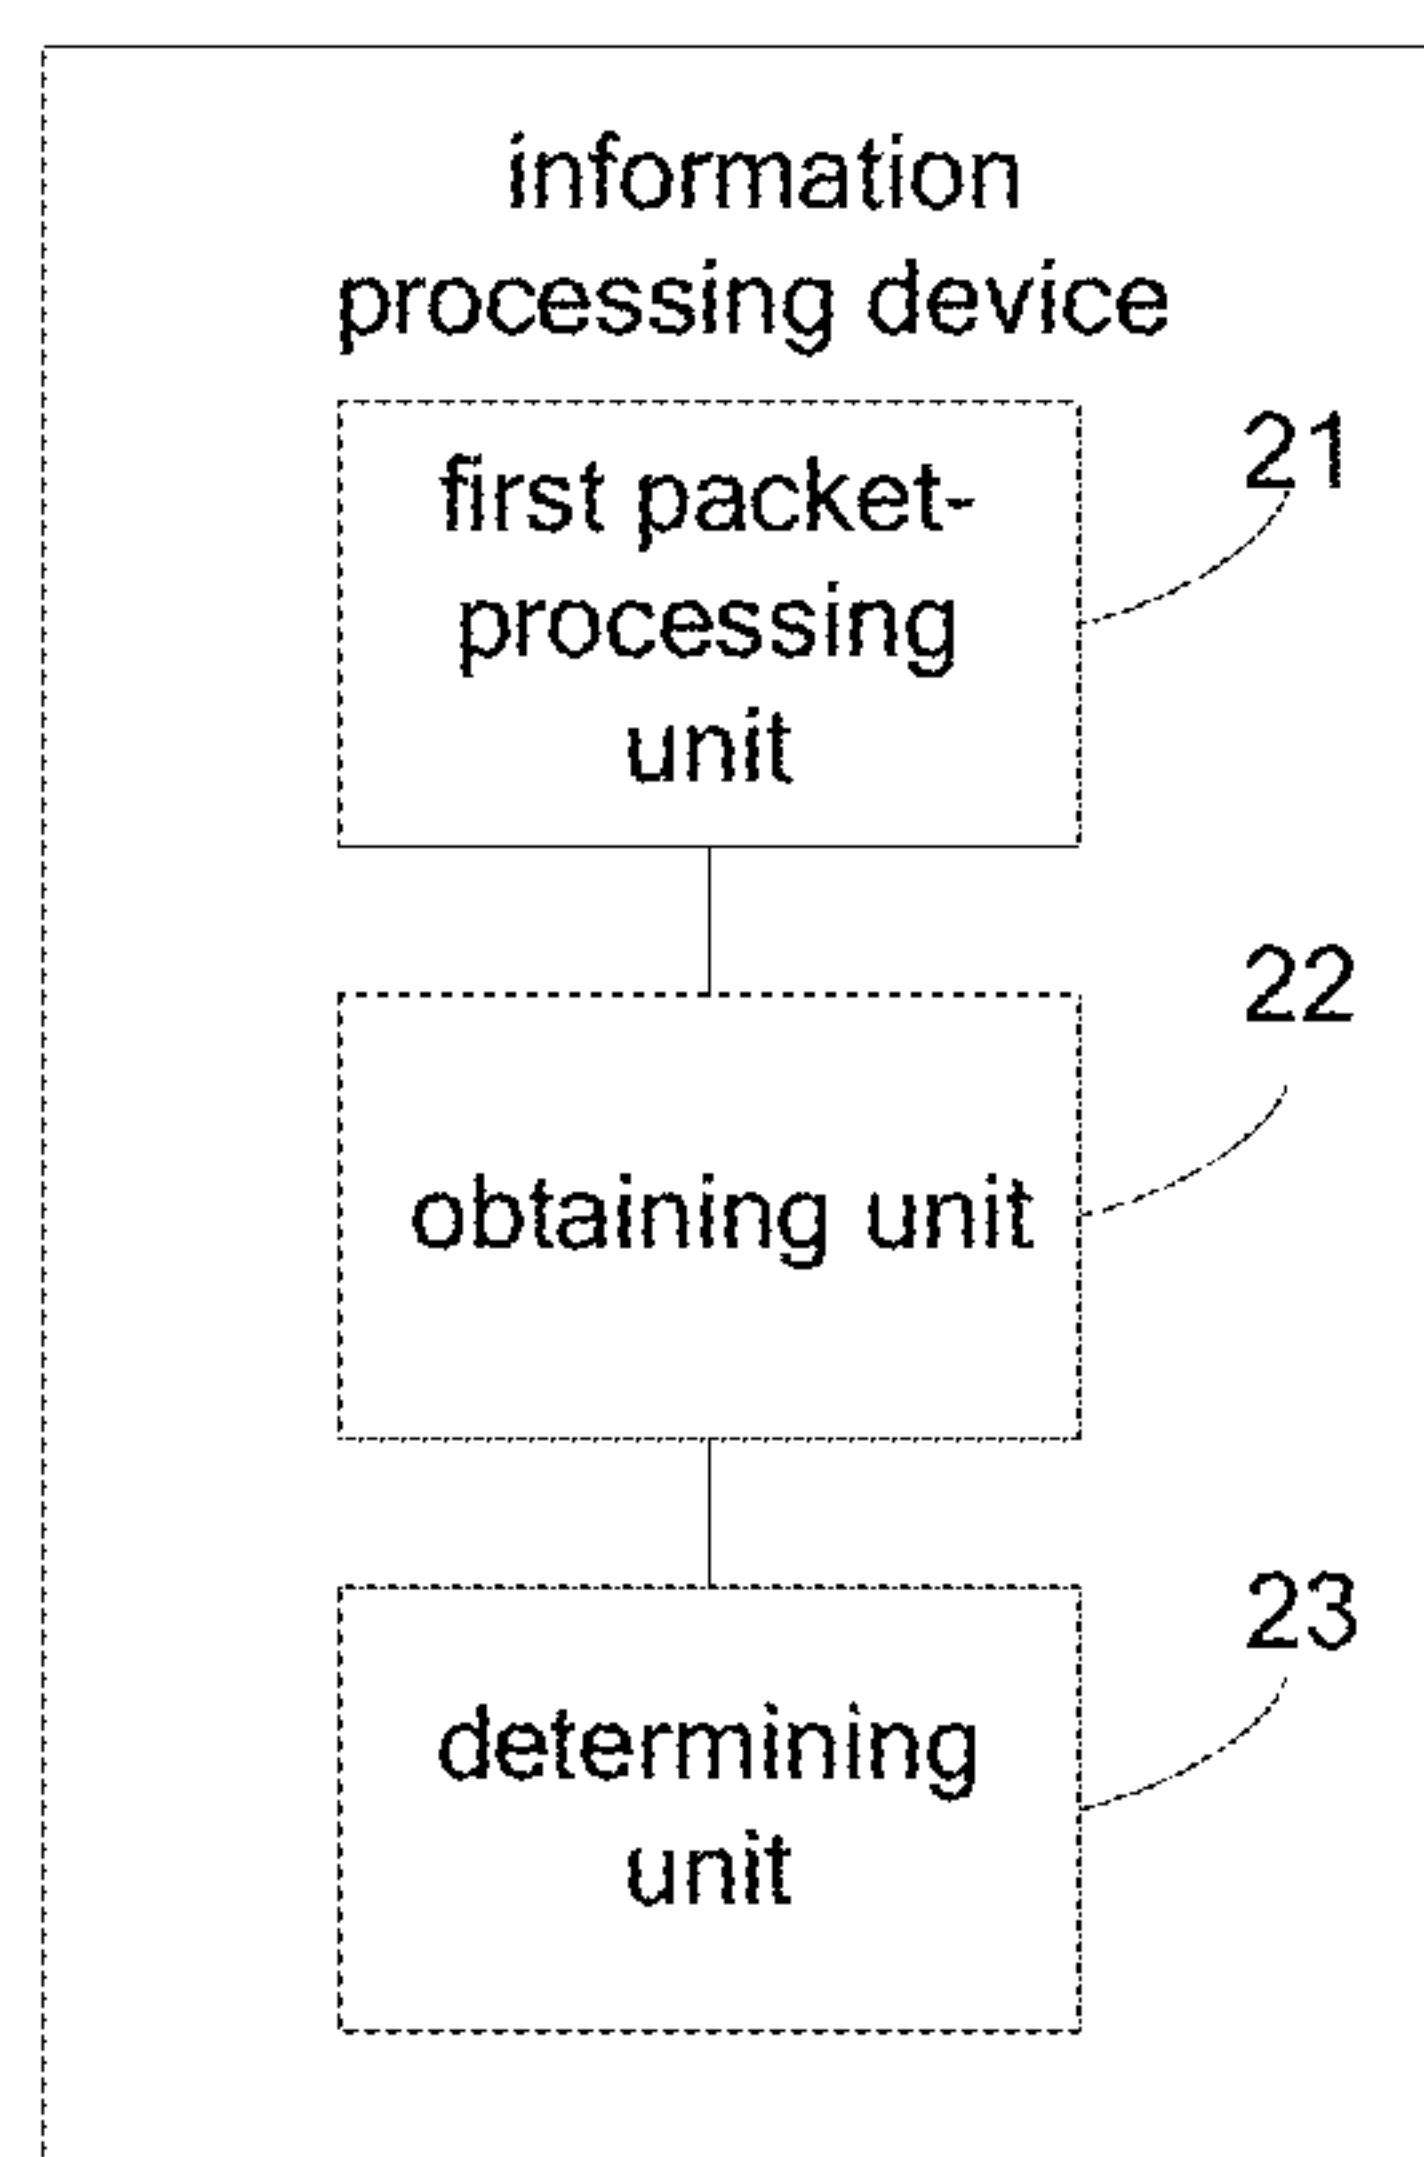 information
processing device
first packet-
processing
unit
21
obtaining unit
22
determining
unit
23